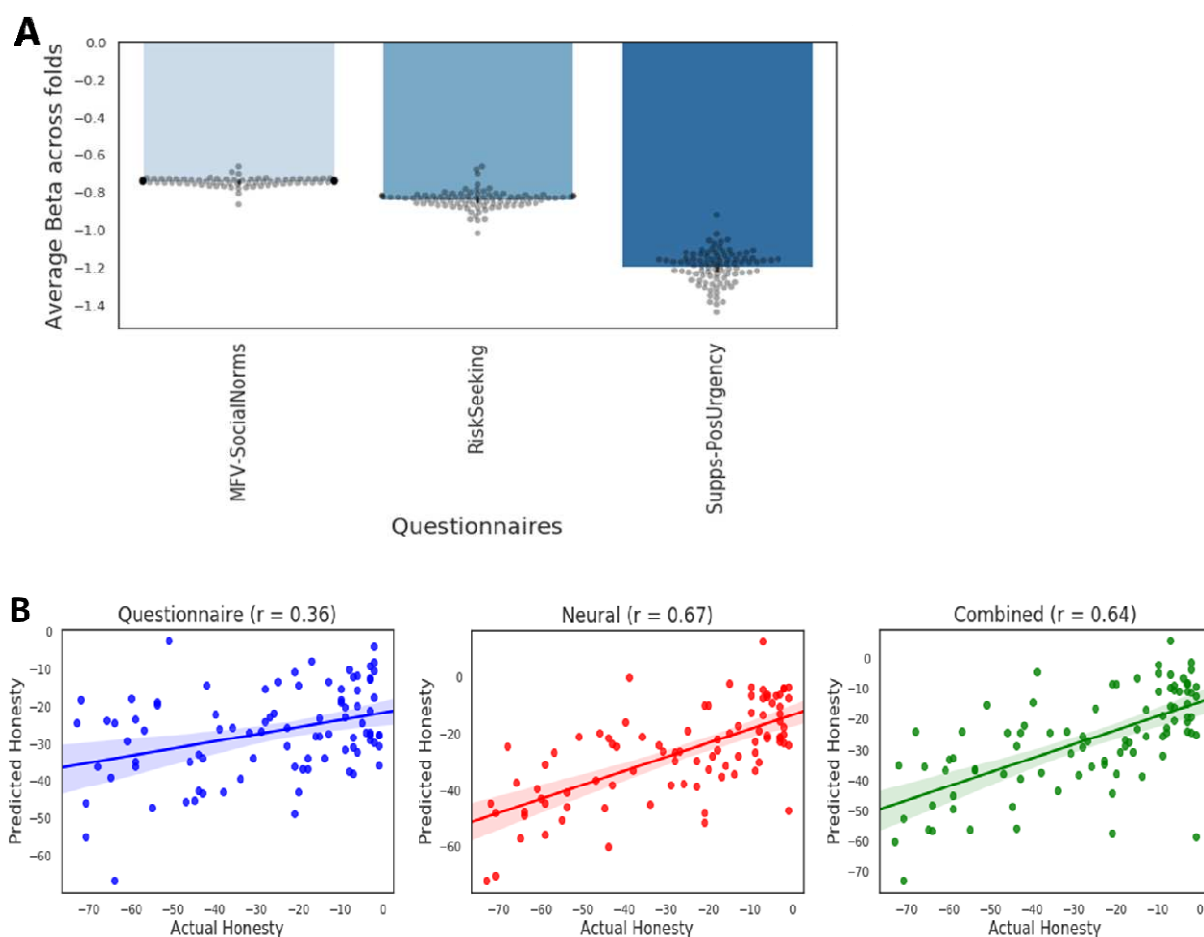 A
Average Beta across folds
0.0
−0.2
−0.4
−0.6
−0.8
−1.0
−1.2
−1.4
MFV-SocialNorms
RiskSeeking
Supps-PosUrgency
Questionnaires
B
Questionnaire (r = 0.36)
Predicted Honesty
0
−10
−20
−30
−40
−50
−60
−70 −60 −50 −40 −30 −20 −10 0
Actual Honesty
Neural (r = 0.67)
Predicted Honesty
0
−20
−40
−60
−70 −60 −50 −40 −30 −20 −10 0
Actual Honesty
Combined (r = 0.64)
Predicted Honesty
0
−10
−20
−30
−40
−50
−60
−70
−70 −60 −50 −40 −30 −20 −10 0
Actual Honesty